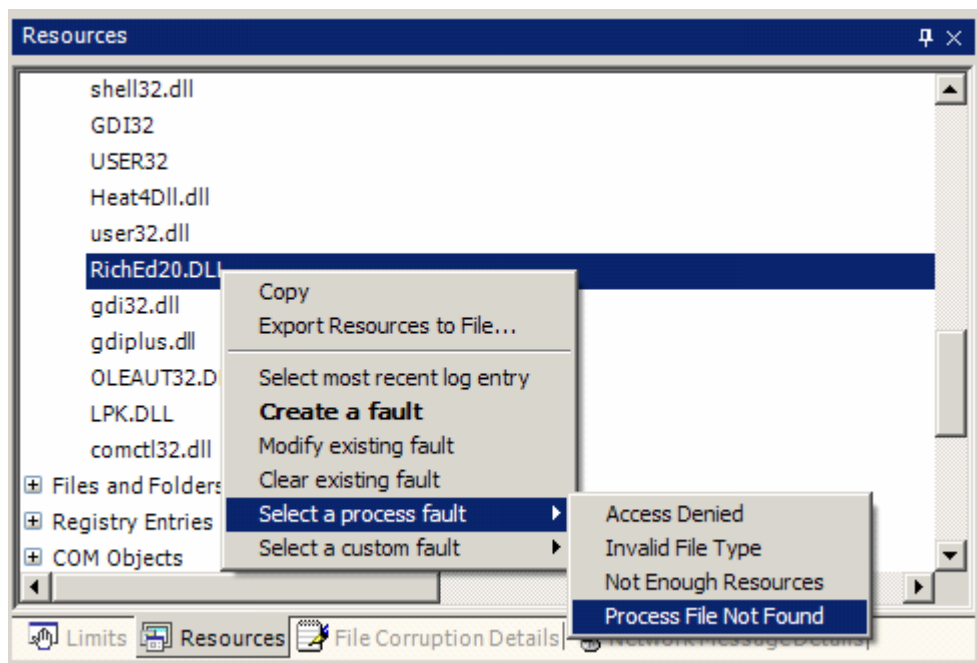 Resources
shell32.dll
GDI32
USER32
Heat4Dll.dll
user32.dll
RichEd20.DLL
gdi32.dll
gdiplus.dll
OLEAUT32.D
LPK.DLL
comctl32.dll
Files and Folders
Registry Entries
COM Objects
Copy
Export Resources to File...
Select most recent log entry
Create a fault
Modify existing fault
Clear existing fault
Select a process fault
Select a custom fault
Access Denied
Invalid File Type
Not Enough Resources
Process File Not Found
Limits Resources File Corruption Details Network Message Details